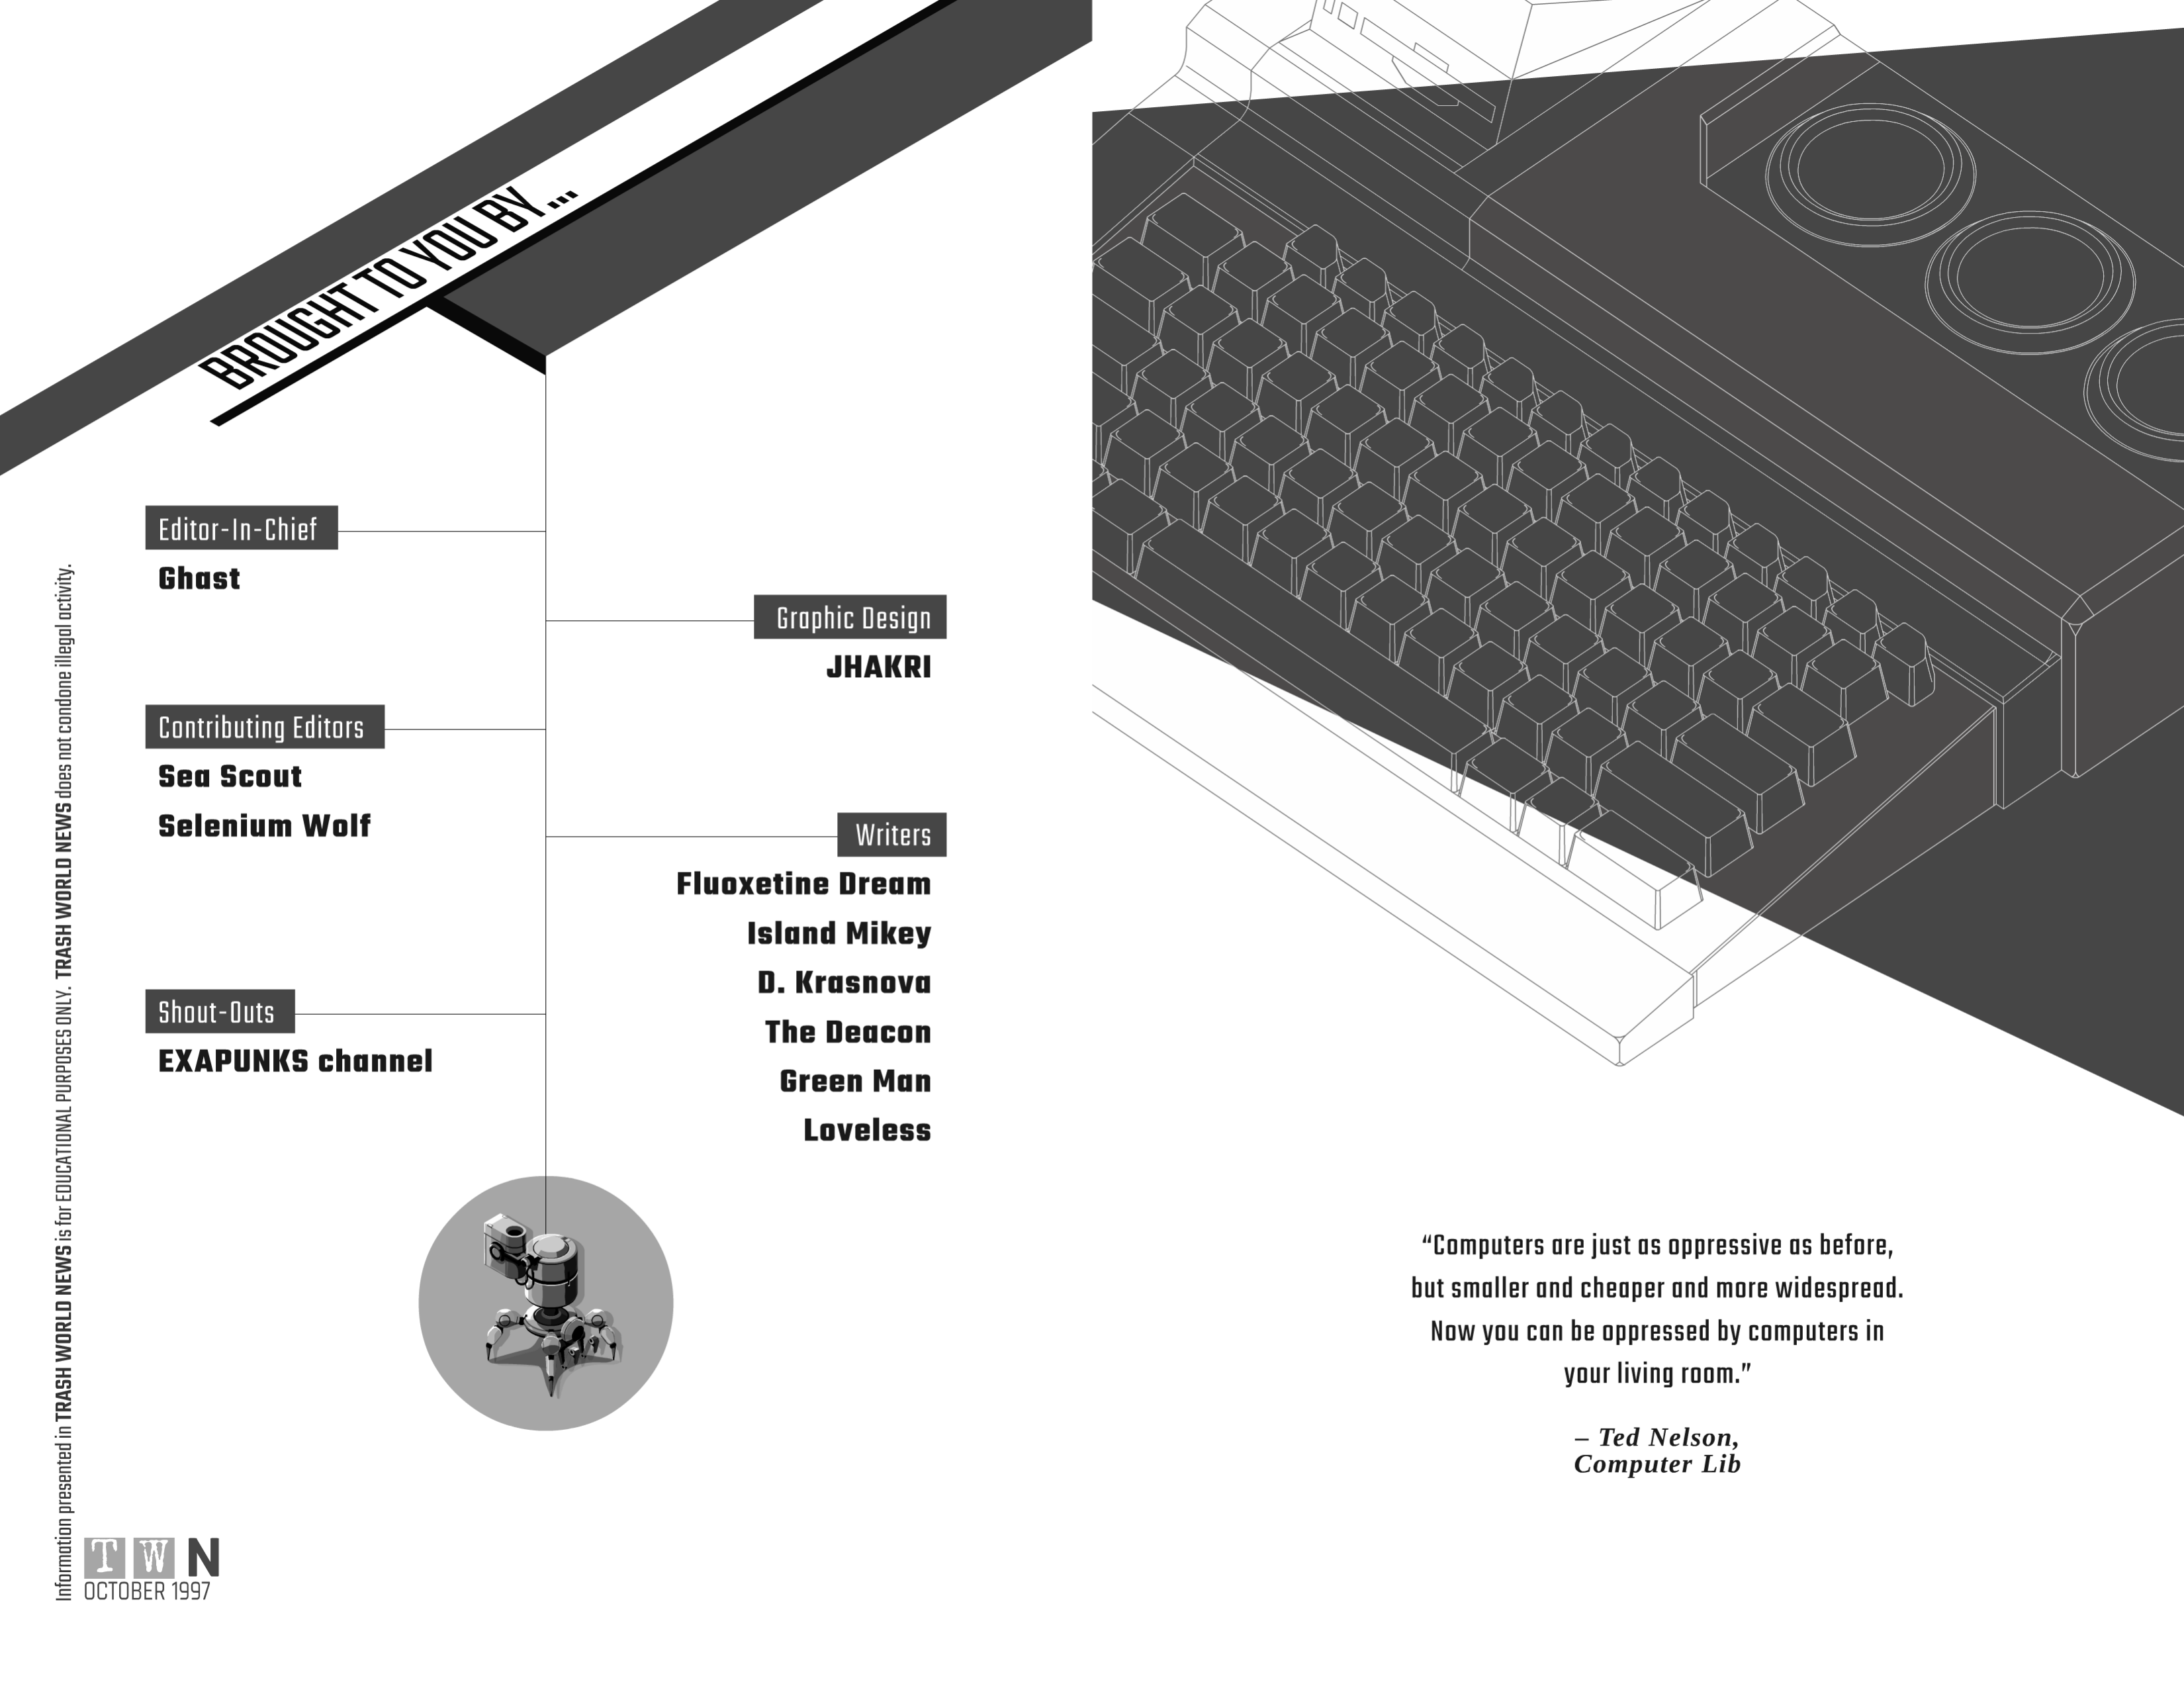 BROUGHT TO YOU BY...
Editor-In-Chief
Ghast
Graphic Design
JHAKRI
Contributing Editors
Sea Scout
Selenium Wolf
Writers
Fluoxetine Dream
Island Mikey
D. Krasnova
The Deacon
Green Man
Loveless
Shout-Outs
EXAPUNKS channel
Information presented in TRASH WORLD NEWS is for EDUCATIONAL PURPOSES ONLY. TRASH WORLD NEWS does not condone illegal activity.
TWN
OCTOBER 1997
“Computers are just as oppressive as before,
but smaller and cheaper and more widespread.
Now you can be oppressed by computers in
your living room.”
– Ted Nelson,
Computer Lib